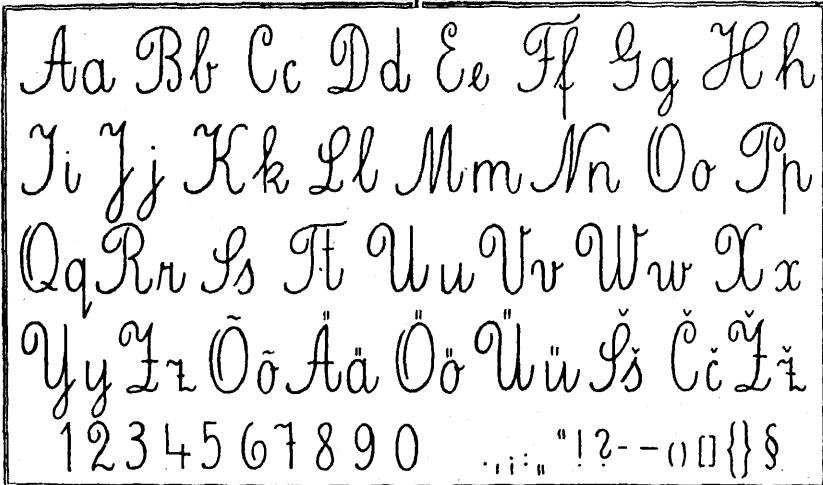 Aa Bb Cc Dd Ee Ff Gg Hh
Ii Jj Kk Ll Mm Nn Oo Pp
Qq Rr Ss Tt Uu Vv Ww Xx
Yy Zz Õõ Ää Öö Üü Šš Čč Žž
1 2 3 4 5 6 7 8 9 0 . , ; : „ " ! ? - – () [] {} §